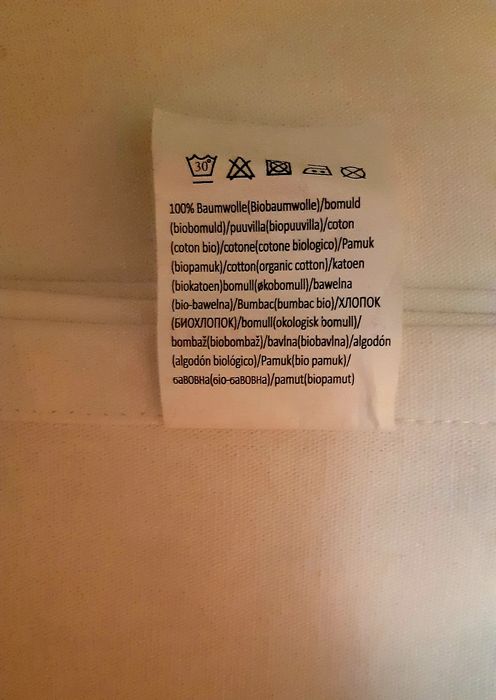 30°
100% Baumwolle(Biobaumwolle)/bomuld
(biobomuld)/puuvilla(biopuuvilla)/coton
(coton bio)/cotone(cotone biologico)/Pamuk
(biopamuk)/cotton(organic cotton)/katoen
(biokatoen)bomull(økobomull)/bawelna
(bio-bawelna)/Bumbac(bumbac bio)/ХЛОПОК
(БИОХЛОПОК)/bomull(okologisk bomull)/
bombaž(biobombaž)/bavlna(biobavlna)/algodón
(algodón biológico)/Pamuk(bio pamuk)/
бавовна(біо-бавовна)/pamut(biopamut)